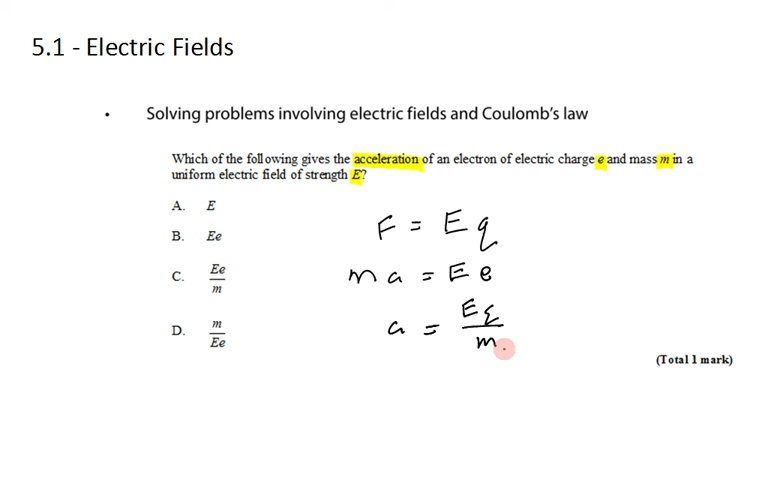 5.1 - Electric Fields
• Solving problems involving electric fields and Coulomb's law
Which of the following gives the acceleration of an electron of electric charge e and mass m in a
uniform electric field of strength E?
A. E
B. Ee
C. Ee/m
D. m/Ee
F = Eq
ma = Ee
a = Eq/m
(Total 1 mark)